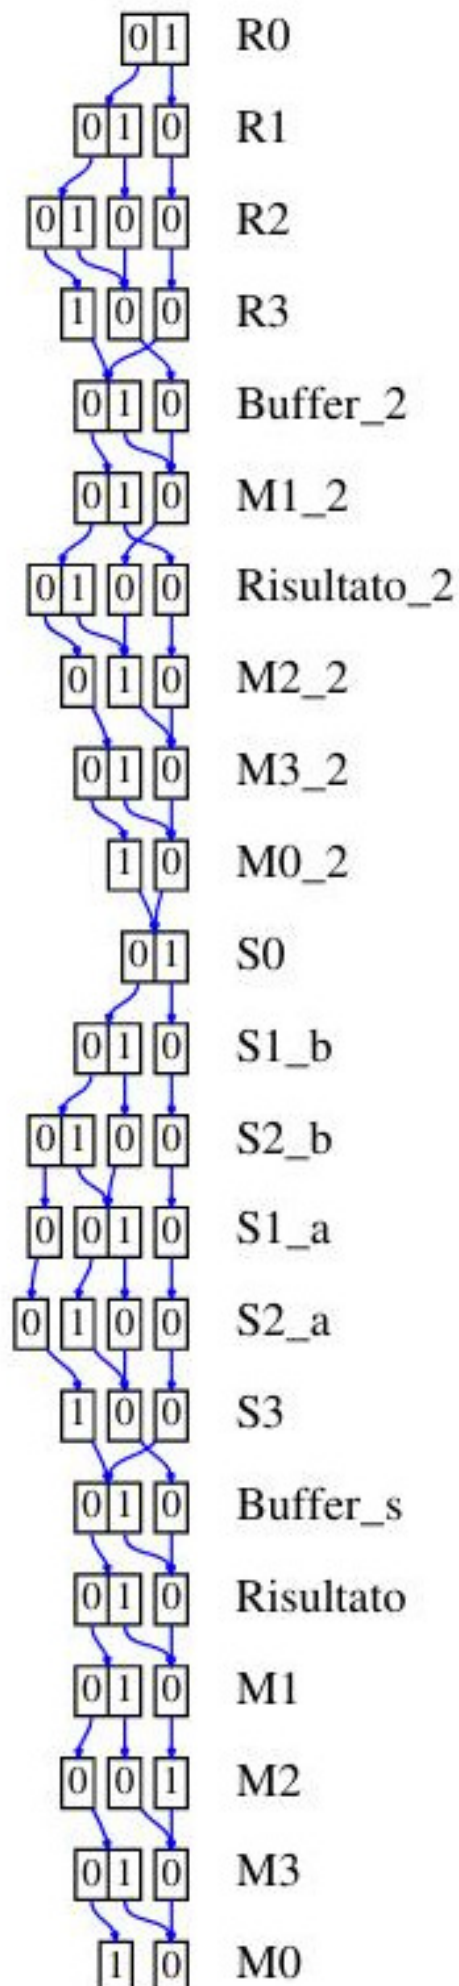 0 1 R0
0 1 0 R1
0 1 0 0 R2
1 0 0 R3
0 1 0 Buffer_2
0 1 0 M1_2
0 1 0 0 Risultato_2
0 1 0 M2_2
0 1 0 M3_2
1 0 M0_2
0 1 S0
0 1 0 S1_b
0 1 0 0 S2_b
0 0 1 0 S1_a
0 1 0 0 S2_a
1 0 0 S3
0 1 0 Buffer_s
0 1 0 Risultato
0 1 0 M1
0 0 1 M2
0 1 0 M3
1 0 M0